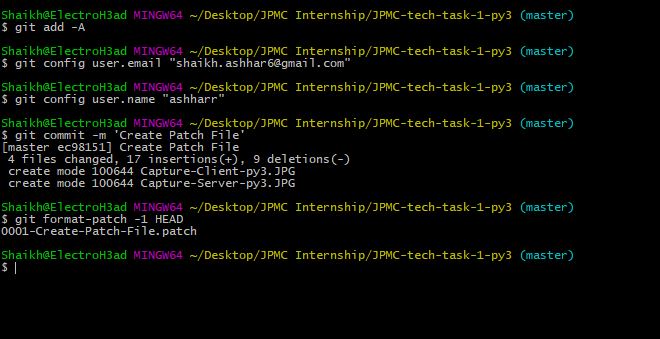 Shaikh@ElectroH3ad MINGW64 ~/Desktop/JPMC Internship/JPMC-tech-task-1-py3 (master)
$ git add -A
Shaikh@ElectroH3ad MINGW64 ~/Desktop/JPMC Internship/JPMC-tech-task-1-py3 (master)
$ git config user.email "shaikh.ashhar6@gmail.com"
Shaikh@ElectroH3ad MINGW64 ~/Desktop/JPMC Internship/JPMC-tech-task-1-py3 (master)
$ git config user.name "ashharr"
Shaikh@ElectroH3ad MINGW64 ~/Desktop/JPMC Internship/JPMC-tech-task-1-py3 (master)
$ git commit -m 'Create Patch File'
[master ec98151] Create Patch File
 4 files changed, 17 insertions(+), 9 deletions(-)
 create mode 100644 Capture-Client-py3.JPG
 create mode 100644 Capture-Server-py3.JPG
Shaikh@ElectroH3ad MINGW64 ~/Desktop/JPMC Internship/JPMC-tech-task-1-py3 (master)
$ git format-patch -1 HEAD
0001-Create-Patch-File.patch
Shaikh@ElectroH3ad MINGW64 ~/Desktop/JPMC Internship/JPMC-tech-task-1-py3 (master)
$